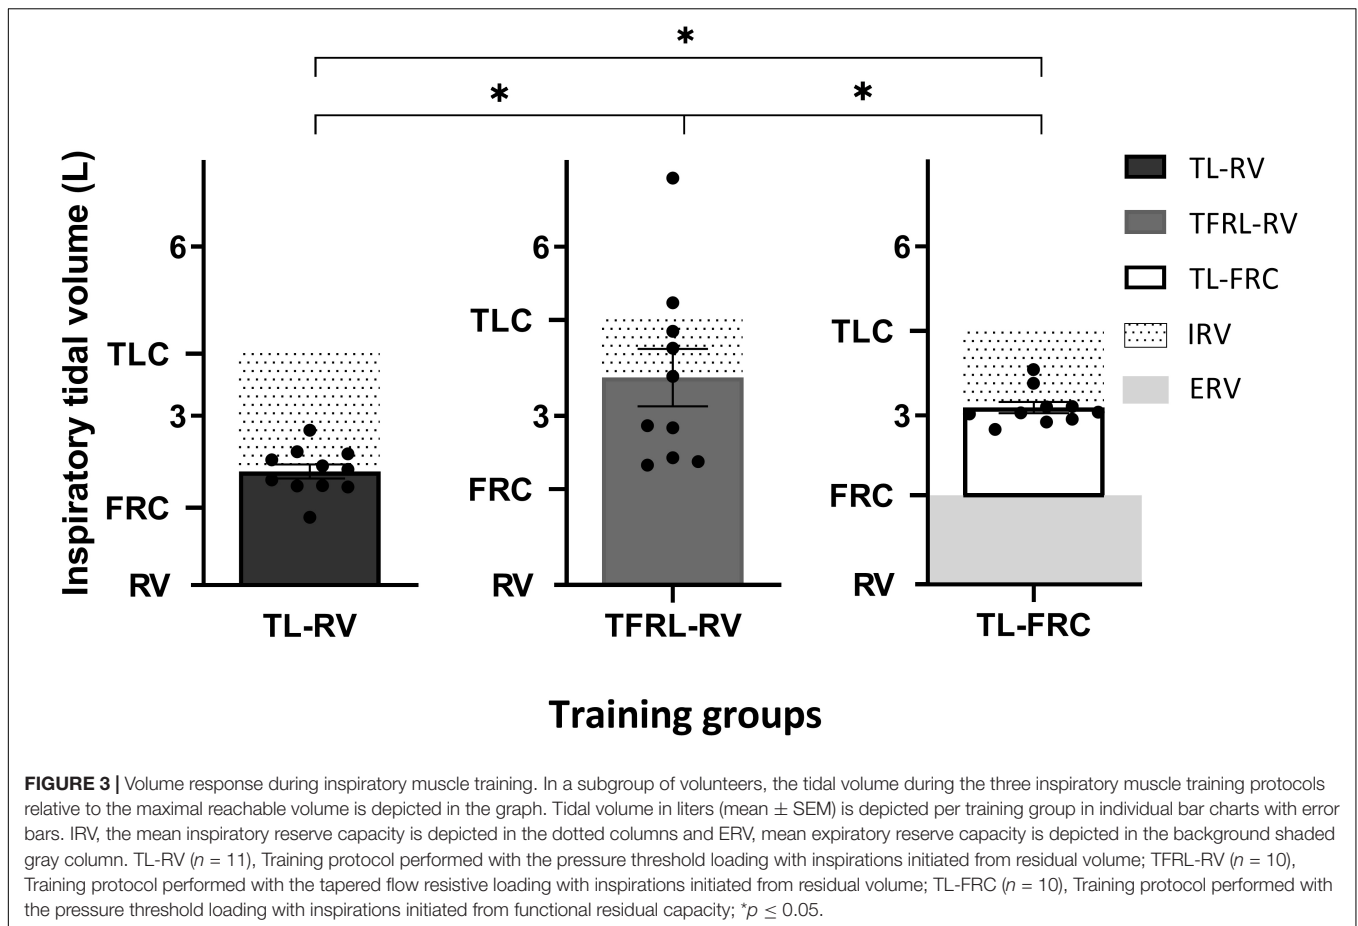 *
*
*
Inspiratory tidal volume (L)
6
TLC
3
FRC
RV
TL-RV
6
TLC
3
FRC
RV
TFRL-RV
6
TLC
3
FRC
RV
TL-FRC
TL-RV
TFRL-RV
TL-FRC
IRV
ERV
Training groups
FIGURE 3 | Volume response during inspiratory muscle training. In a subgroup of volunteers, the tidal volume during the three inspiratory muscle training protocols
relative to the maximal reachable volume is depicted in the graph. Tidal volume in liters (mean ± SEM) is depicted per training group in individual bar charts with error
bars. IRV, the mean inspiratory reserve capacity is depicted in the dotted columns and ERV, mean expiratory reserve capacity is depicted in the background shaded
gray column. TL-RV (n = 11), Training protocol performed with the pressure threshold loading with inspirations initiated from residual volume; TFRL-RV (n = 10),
Training protocol performed with the tapered flow resistive loading with inspirations initiated from residual volume; TL-FRC (n = 10), Training protocol performed with
the pressure threshold loading with inspirations initiated from functional residual capacity; *p ≤ 0.05.